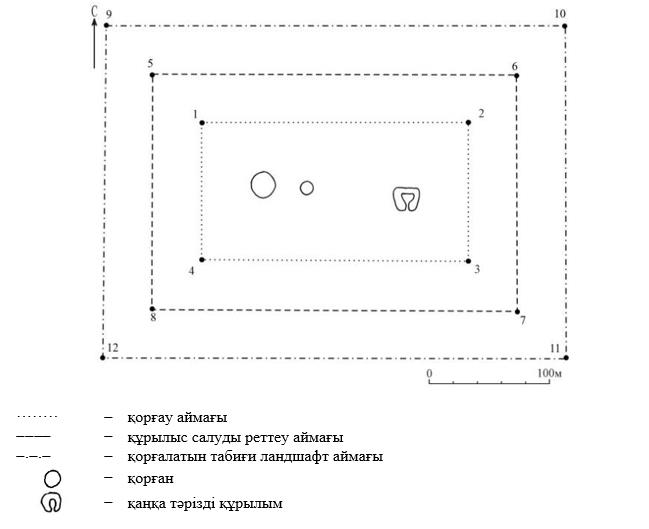 С 9 10
5 6
1 2
4 3
8 7
12 11
0 100м
– қорғау аймағы
– құрылыс салуды реттеу аймағы
– қорғалатын табиғи ландшафт аймағы
– қорған
– қаңқа тәрізді құрылым